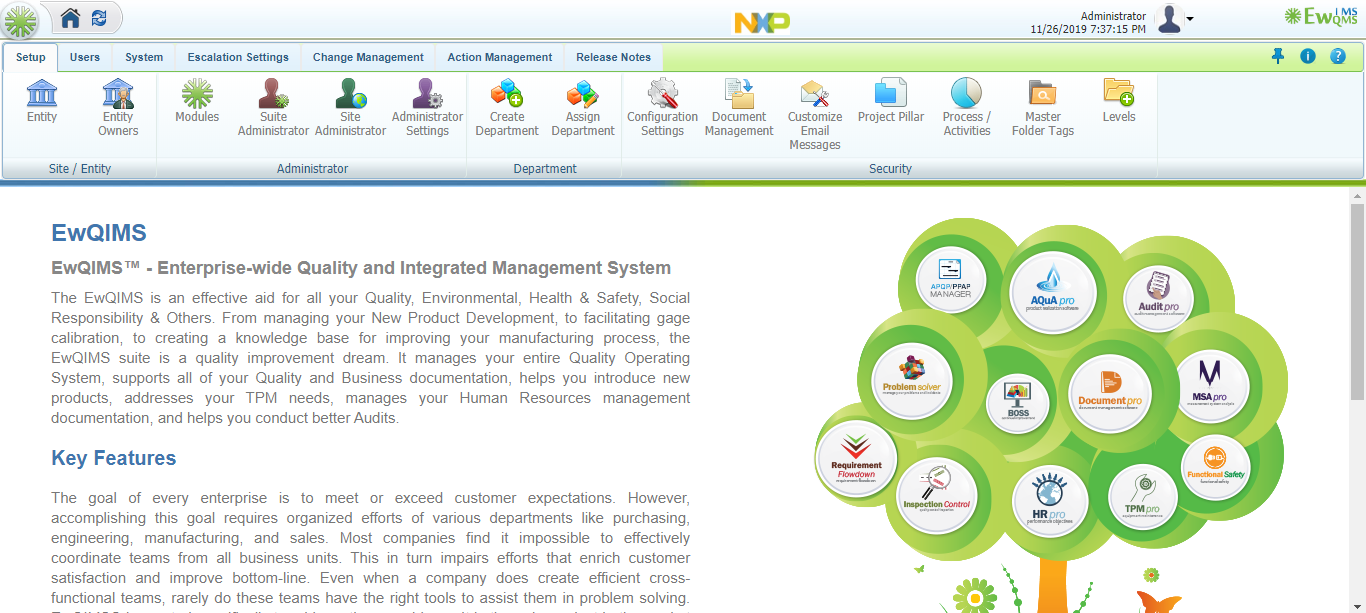 NXP
Administrator
11/26/2019 7:37:15 PM
EwQIMS
Setup Users System Escalation Settings Change Management Action Management Release Notes
Entity
Entity Owners
Modules
Suite Administrator
Site Administrator
Administrator Settings
Create Department
Assign Department
Configuration Settings
Document Management
Customize Email Messages
Project Pillar
Process / Activities
Master Folder Tags
Levels
Site / Entity
Administrator
Department
Security
EwQIMS
EwQIMS™ - Enterprise-wide Quality and Integrated Management System
The EwQIMS is an effective aid for all your Quality, Environmental, Health & Safety, Social
Responsibility & Others. From managing your New Product Development, to facilitating gage
calibration, to creating a knowledge base for improving your manufacturing process, the
EwQIMS suite is a quality improvement dream. It manages your entire Quality Operating
System, supports all of your Quality and Business documentation, helps you introduce new
products, addresses your TPM needs, manages your Human Resources management
documentation, and helps you conduct better Audits.
Key Features
The goal of every enterprise is to meet or exceed customer expectations. However,
accomplishing this goal requires organized efforts of various departments like purchasing,
engineering, manufacturing, and sales. Most companies find it impossible to effectively
coordinate teams from all business units. This in turn impairs efforts that enrich customer
satisfaction and improve bottom-line. Even when a company does create efficient cross-
functional teams, rarely do these teams have the right tools to assist them in problem solving.
APQP/PPAP
MANAGER
AQuA pro
Audit pro
Problem solver
BOSS
Document pro
document management software
MSA pro
Requirement
Flowdown
Inspection Control
HR pro
performance objectives
TPM pro
Functional Safety
functional safety